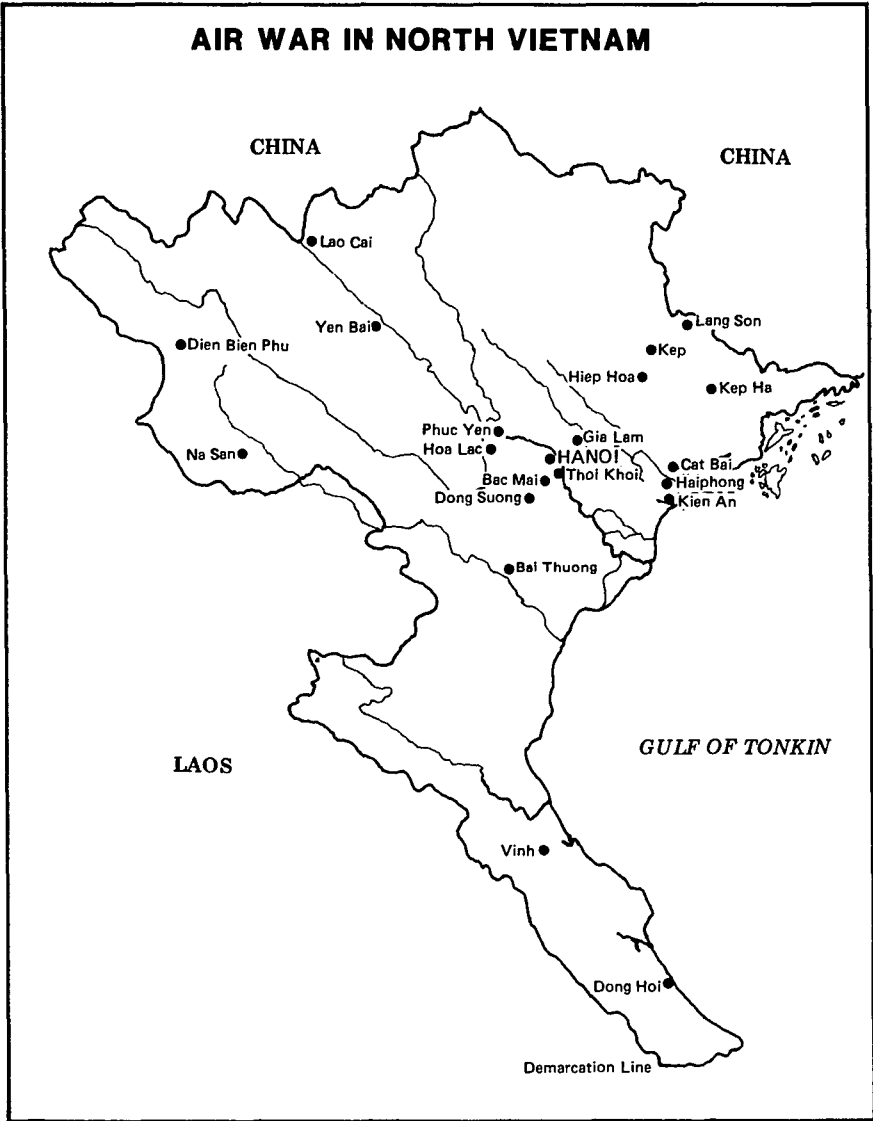 AIR WAR IN NORTH VIETNAM
CHINA
CHINA
Lao Cai
Lang Son
Yen Bai
Dien Bien Phu
Kep
Hiep Hoa
Kep Ha
Phuc Yen
Gia Lam
Hoa Lac
Na San
HANOI
Cat Bai
Thoi Khoi
Bac Mai
Haiphong
Dong Suong
Kien An
Bai Thuong
GULF OF TONKIN
LAOS
Vinh
Dong Hoi
Demarcation Line